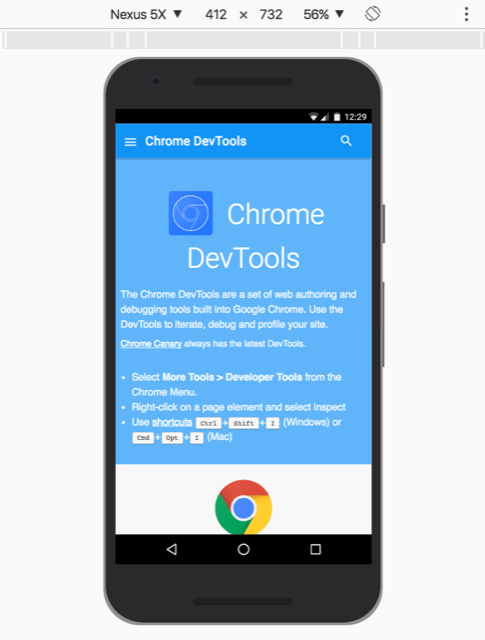 Nexus 5X ▼ 412 × 732 56% ▼
12:29
Chrome DevTools
Chrome
DevTools
The Chrome DevTools are a set of web authoring and
debugging tools built into Google Chrome. Use the
DevTools to iterate, debug and profile your site.
Chrome Canary always has the latest DevTools.
• Select More Tools > Developer Tools from the
Chrome Menu.
• Right-click on a page element and select Inspect
• Use shortcuts Ctrl + Shift + I (Windows) or
Cmd + Opt + I (Mac)